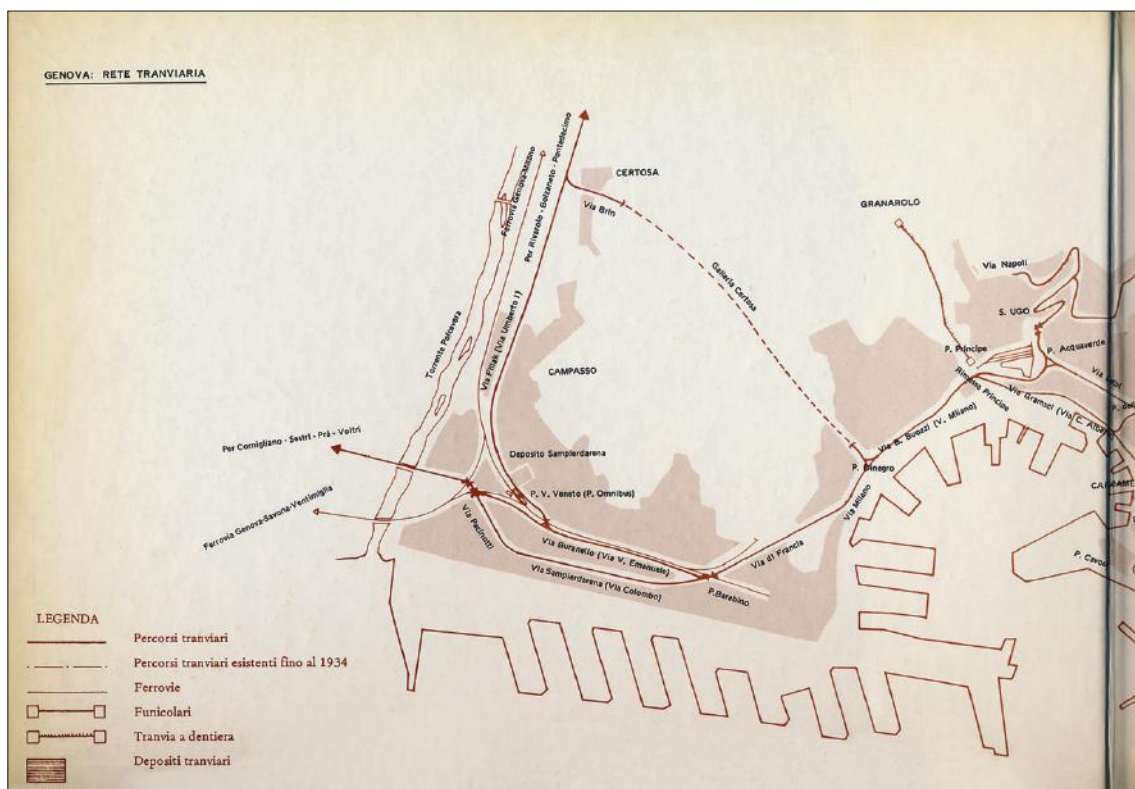 GENOVA: RETE TRANVIARIA
Ferrovia Genova-Milano
Per Rivarolo - Bolzaneto - Pontedecimo
CERTOSA
Via Brin
GRANAROLO
Galleria Certosa
Via Napoli
S. UGO
P. Principe
P. Acquaverde
Torrente Polcevera
Via Fillak (Via Umberto I)
CAMPASSO
Rimessa Principe
Via Gramsci (Via C. Alber
Via B. Buozzi (V. Milano)
Per Cornigliano - Sestri - Prà - Voltri
Deposito Sampierdarena
P. Dinegro
P. V. Veneto (P. Omnibus)
Via Milano
Ferrovia Genova-Savona-Ventimiglia
Via Pacinotti
Via Buranello (Via V. Emanuele)
Via di Francia
P. Cavou
Via Sampierdarena (Via Colombo)
P.Barabino
LEGENDA
Percorsi tranviari
Percorsi tranviari esistenti fino al 1934
Ferrovie
Funicolari
Tranvia a dentiera
Depositi tranviari